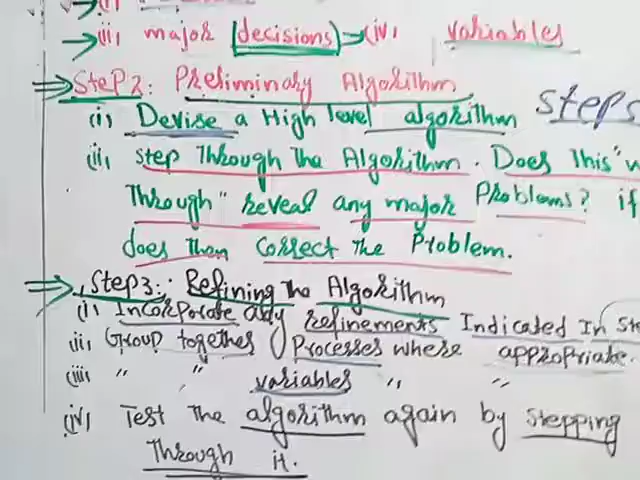 (iii, major decisions → (iv, variables
⇒ Step 2: Preliminary Algorithm
(i) Devise a High level algorithm steps
(ii, step Through The Algorithm. Does This "w
Through" reveal any major Problems? if
does Then Correct The Problem.
⇒ Step3: Refining The Algorithm
(i) Incorporate any refinements Indicated In Ste
(ii, Group together Processes where appropriate.
(iii, " " variables " "
(iv) Test The algorithm again by stepping
Through it.